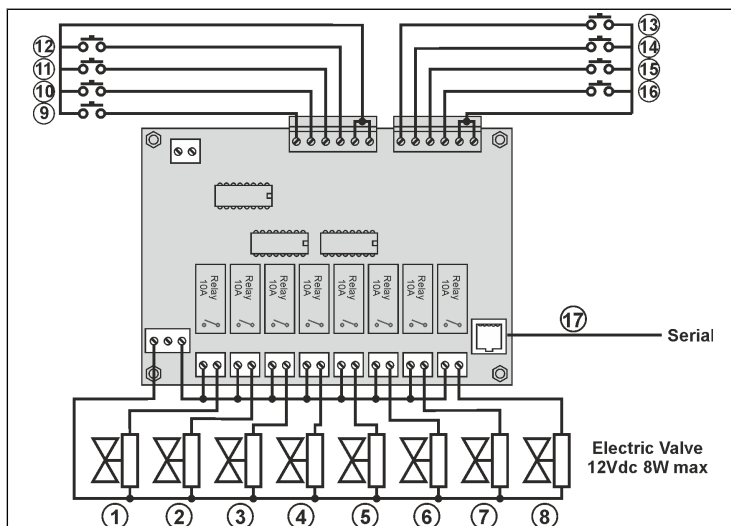 12
11
10
9
13
14
15
16
Relay 10A
Relay 10A
Relay 10A
Relay 10A
Relay 10A
Relay 10A
Relay 10A
Relay 10A
17
Serial
Electric Valve
12Vdc 8W max
1
2
3
4
5
6
7
8